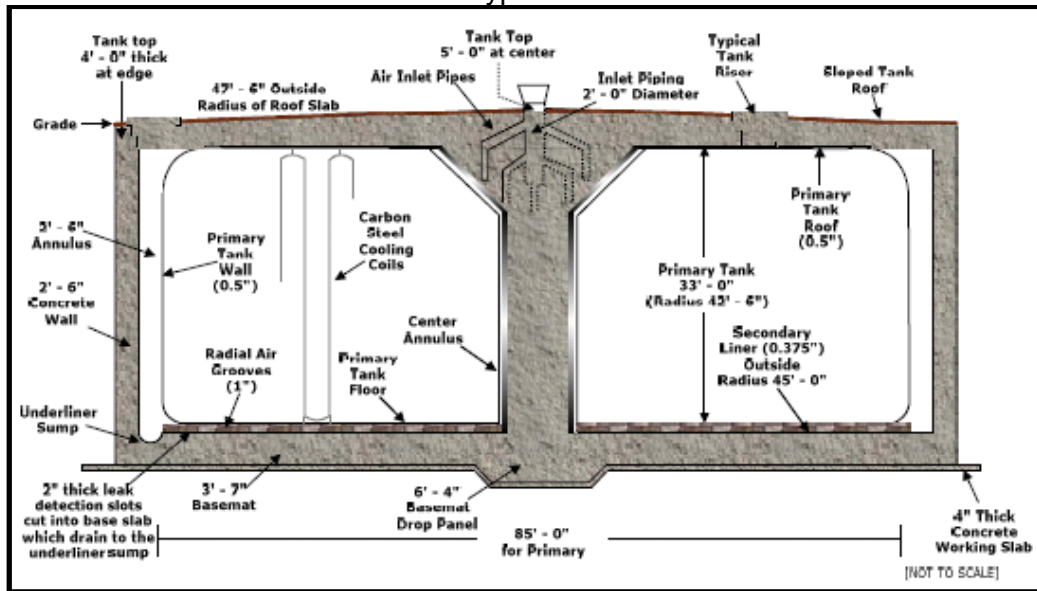 Tank top
4' - 0" thick
at edge
Tank Top
5' - 0" at center
Typical
Tank
Riser
Air Inlet Pipes
Inlet Piping
2' - 0" Diameter
Sloped Tank
Roof
47' - 6" Outside
Radius of Roof Slab
Grade
2' - 6"
Annulus
Primary
Tank
Wall
(0.5")
Carbon
Steel
Cooling
Coils
Primary
Tank
Roof
(0.5")
2' - 6"
Concrete
Wall
Primary Tank
33' - 0"
(Radius 42' - 6")
Center
Annulus
Secondary
Liner (0.375")
Outside
Radius 45' - 0"
Radial Air
Grooves
(1")
Primary
Tank
Floor
Underliner
Sump
2" thick leak
detection slots
cut into base slab
which drain to the
underliner sump
3' - 7"
Basemat
6' - 4"
Basemat
Drop Panel
85' - 0"
for Primary
4" Thick
Concrete
Working Slab
[NOT TO SCALE]